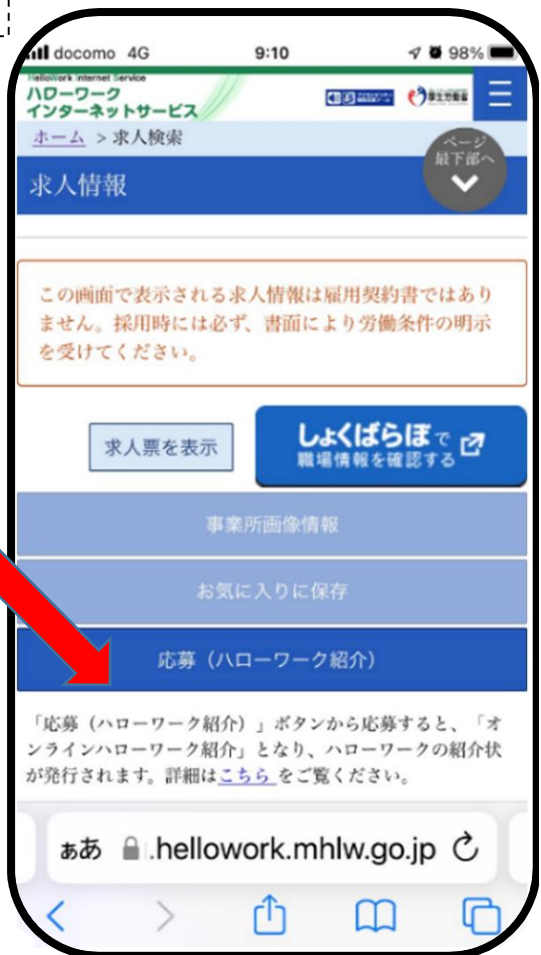 docomo 4G 9:10 98%
HelloWork Internet Service
ハローワーク
インターネットサービス
厚生労働省
ホーム > 求人検索
ページ
最下部へ
求人情報
この画面で表示される求人情報は雇用契約書ではあり
ません。採用時には必ず、書面により労働条件の明示
を受けてください。
求人票を表示
しょくばらぼで
職場情報を確認する
事業所画像情報
お気に入りに保存
応募（ハローワーク紹介）
「応募（ハローワーク紹介）」ボタンから応募すると、「オ
ンラインハローワーク紹介」となり、ハローワークの紹介状
が発行されます。詳細はこちら をご覧ください。
ぁあ .hellowork.mhlw.go.jp